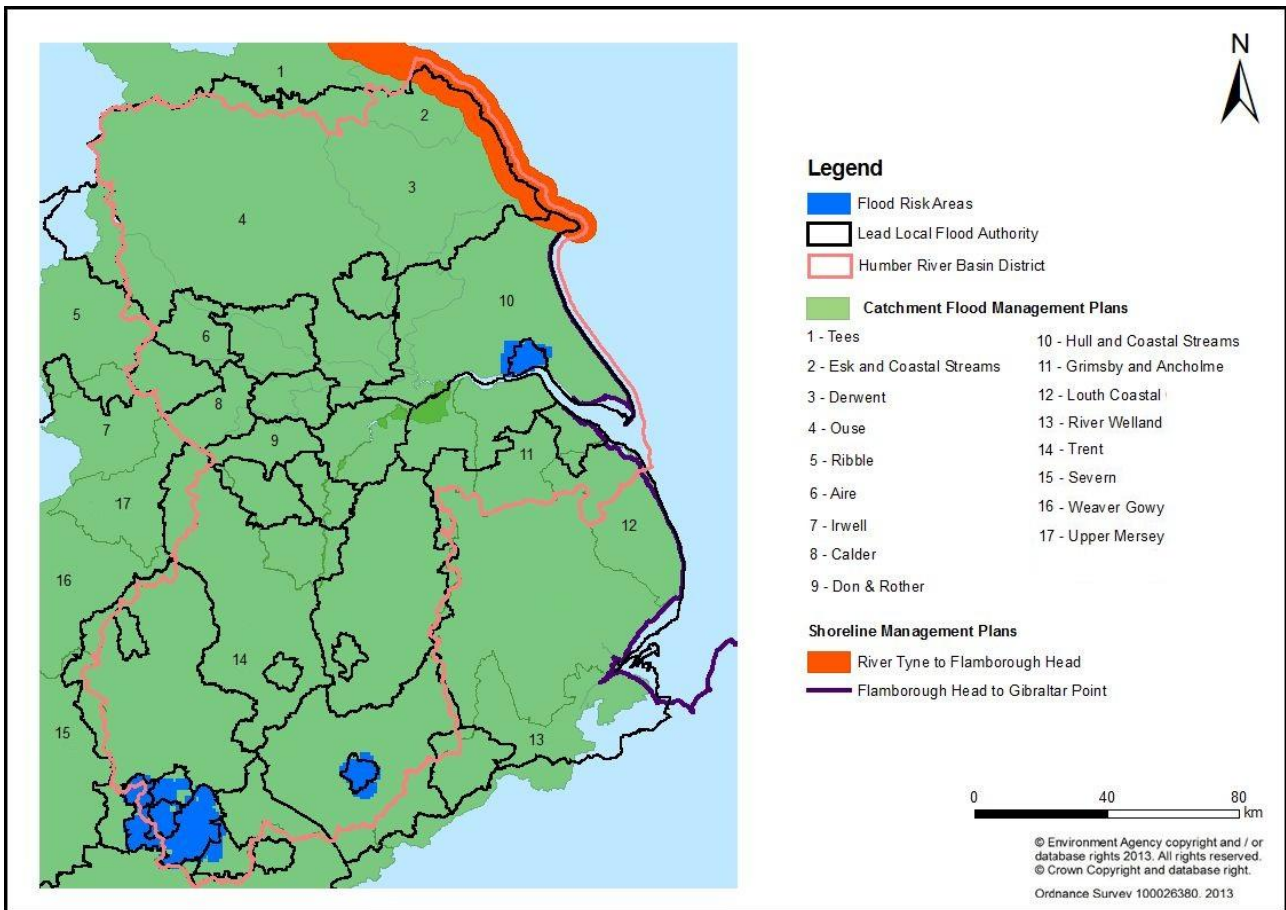 N
Legend
Flood Risk Areas
Lead Local Flood Authority
Humber River Basin District
Catchment Flood Management Plans
1 - Tees
2 - Esk and Coastal Streams
3 - Derwent
4 - Ouse
5 - Ribble
6 - Aire
7 - Irwell
8 - Calder
9 - Don & Rother
10 - Hull and Coastal Streams
11 - Grimsby and Ancholme
12 - Louth Coastal
13 - River Welland
14 - Trent
15 - Severn
16 - Weaver Gowy
17 - Upper Mersey
Shoreline Management Plans
River Tyne to Flamborough Head
Flamborough Head to Gibraltar Point
0 40 80
km
© Environment Agency copyright and / or
database rights 2013. All rights reserved.
© Crown Copyright and database right.
Ordnance Survey 100026380. 2013
1
2
3
4
5
10
6
8
7
9
11
17
12
16
14
15
13